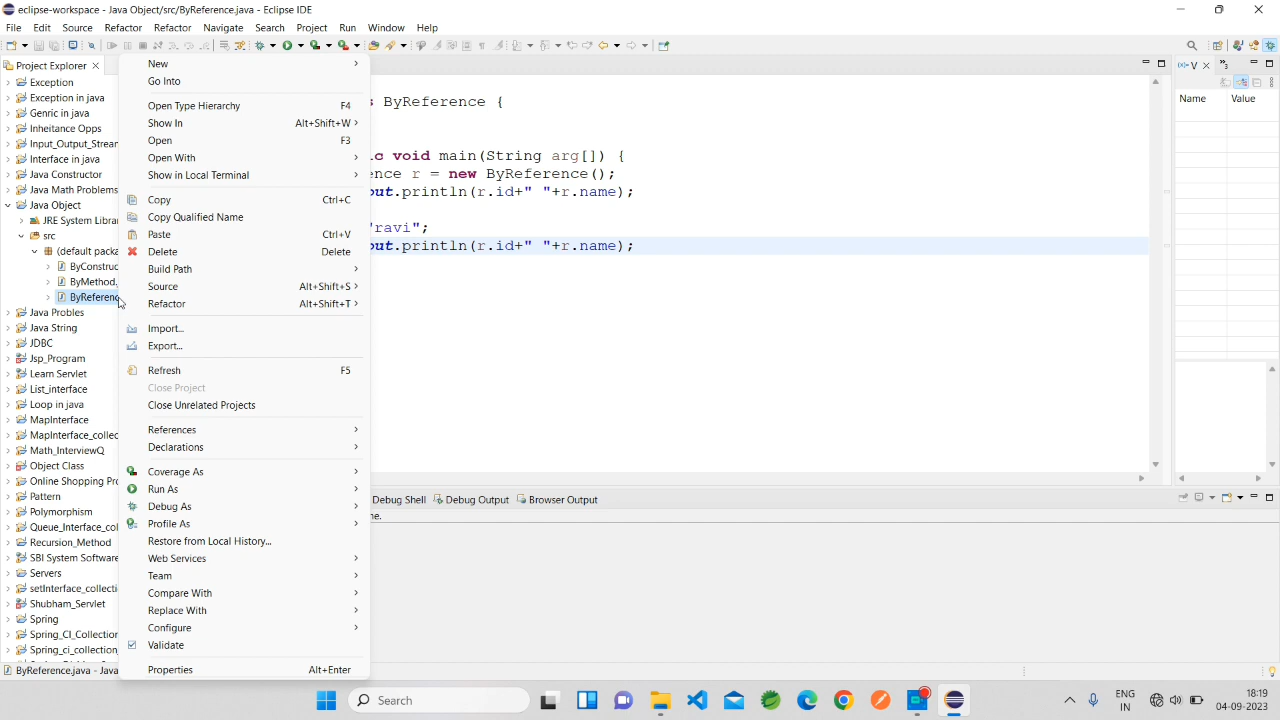 eclipse-workspace - Java Object/src/ByReference.java - Eclipse IDE
File Edit Source Refactor Refactor Navigate Search Project Run Window Help
Project Explorer
Exception
Exception in java
Genric in java
Inheitance Opps
Input_Output_Strear
Interface in java
Java Constructor
Java Math Problems
Java Object
JRE System Librar
src
(default packa
ByConstruc
ByMethod.
ByReferenc
Java Probles
Java String
JDBC
Jsp_Program
Learn Servlet
List_interface
Loop in java
MapInterface
MapInterface_collec
Math_InterviewQ
Object Class
Online Shopping Pro
Pattern
Polymorphism
Queue_Interface_col
Recursion_Method
SBI System Software
Servers
setInterface_collecti
Shubham_Servlet
Spring
Spring_CI_Collection
Spring_ci_collection
ByReference.java - Java
New
Go Into
Open Type Hierarchy F4
Show In Alt+Shift+W
Open F3
Open With
Show in Local Terminal
Copy Ctrl+C
Copy Qualified Name
Paste Ctrl+V
Delete Delete
Build Path
Source Alt+Shift+S
Refactor Alt+Shift+T
Import...
Export...
Refresh F5
Close Project
Close Unrelated Projects
References
Declarations
Coverage As
Run As
Debug As
Profile As
Restore from Local History...
Web Services
Team
Compare With
Replace With
Configure
Validate
Properties Alt+Enter
s ByReference {
ic void main(String arg[]) {
ence r = new ByReference();
out.println(r.id+" "+r.name);
"ravi";
out.println(r.id+" "+r.name);
Debug Shell Debug Output Browser Output
ne.
(x)= V
Name Value
Search
ENG
IN
18:19
04-09-2023